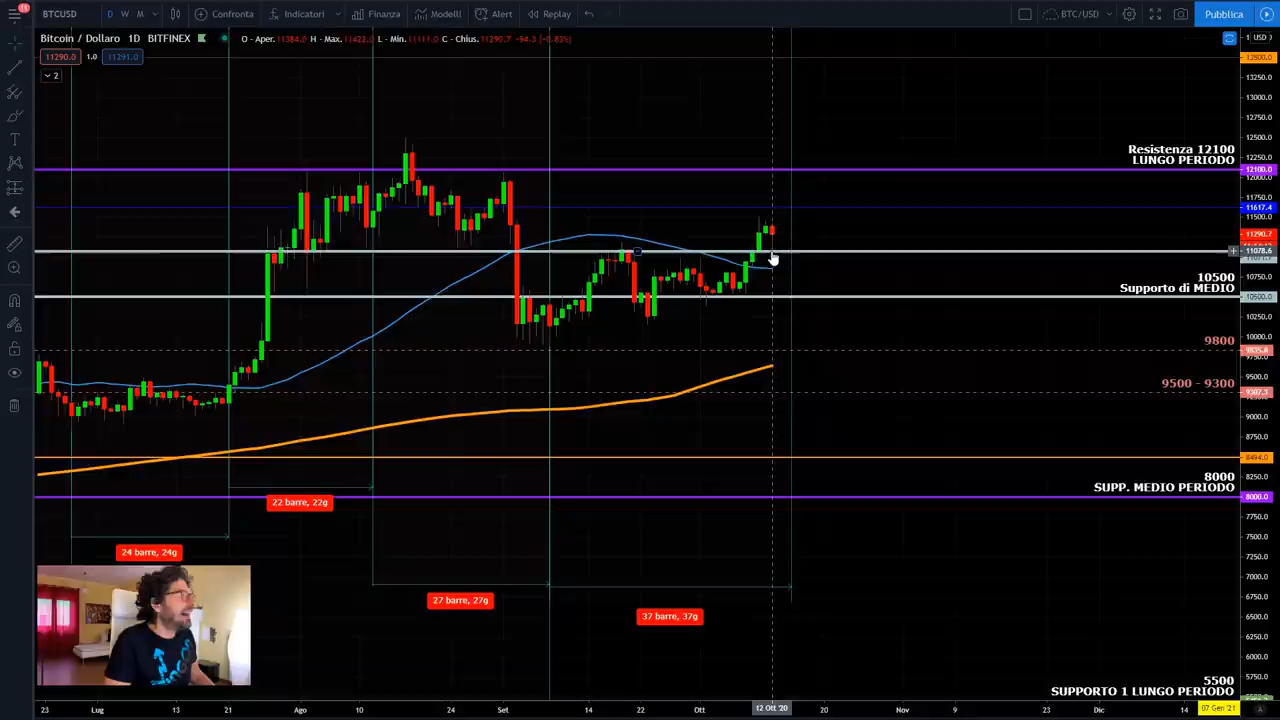 11
BTCUSD D W M Confronta Indicatori Finanza Modelli Alert Replay BTC/USD Pubblica
Bitcoin / Dollaro 1D BITFINEX O - Aper. 11384.0 H - Max. 11422.0 L - Min. 11111.0 C - Chius. 11290.7 -94.3 (-0.83%)
11290.0 1.0 11291.0
2
USD
13500.0
13250.0
13000.0
12750.0
12500.0
12250.0
Resistenza 12100
LUNGO PERIODO
12100.0
12000.0
11750.0
11617.4
11500.0
11290.7
11078.6
10750.0
10500
Supporto di MEDIO
10500.0
10250.0
10000.0
9800
9835.8
9750.0
9500.0
9500 - 9300
9307.3
9000.0
8750.0
8494.0
8250.0
8000
SUPP. MEDIO PERIODO
8000.0
22 barre, 22g
7750.0
7500.0
24 barre, 24g
7250.0
7000.0
6750.0
27 barre, 27g
6500.0
37 barre, 37g
6250.0
6000.0
5750.0
5500
SUPPORTO 1 LUNGO PERIODO
23 Lug 13 21 Ago 13 24 Set 14 22 Ott 12 Ott '20 20 Nov 9 23 Dic 14 07 Gen '21